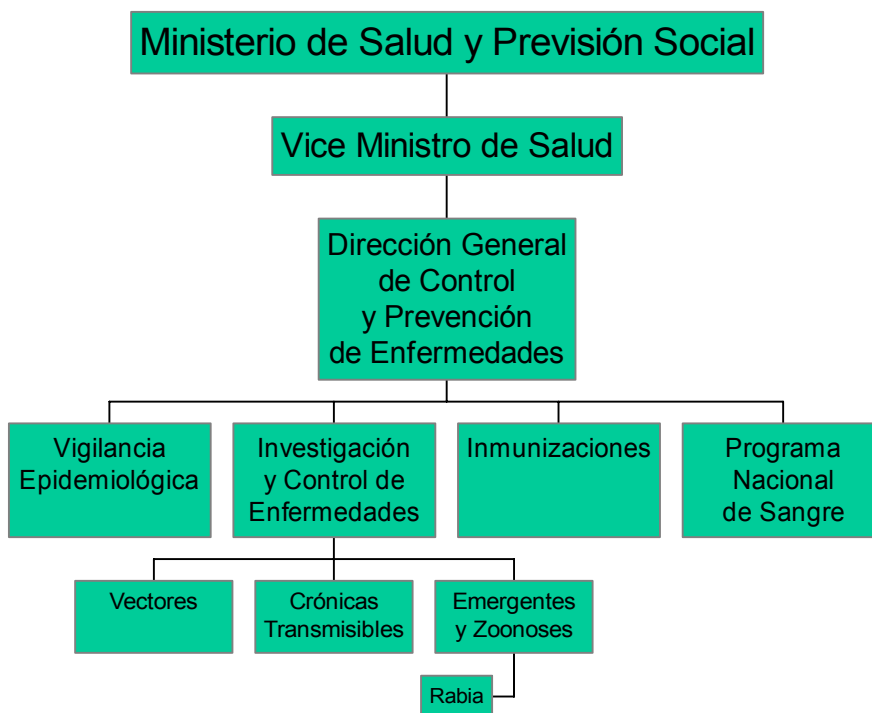 Ministerio de Salud y Previsión Social
Vice Ministro de Salud
Dirección General
de Control
y Prevención
de Enfermedades
Vigilancia
Epidemiológica
Investigación
y Control de
Enfermedades
Inmunizaciones
Programa
Nacional
de Sangre
Vectores
Crónicas
Transmisibles
Emergentes
y Zoonoses
Rabia